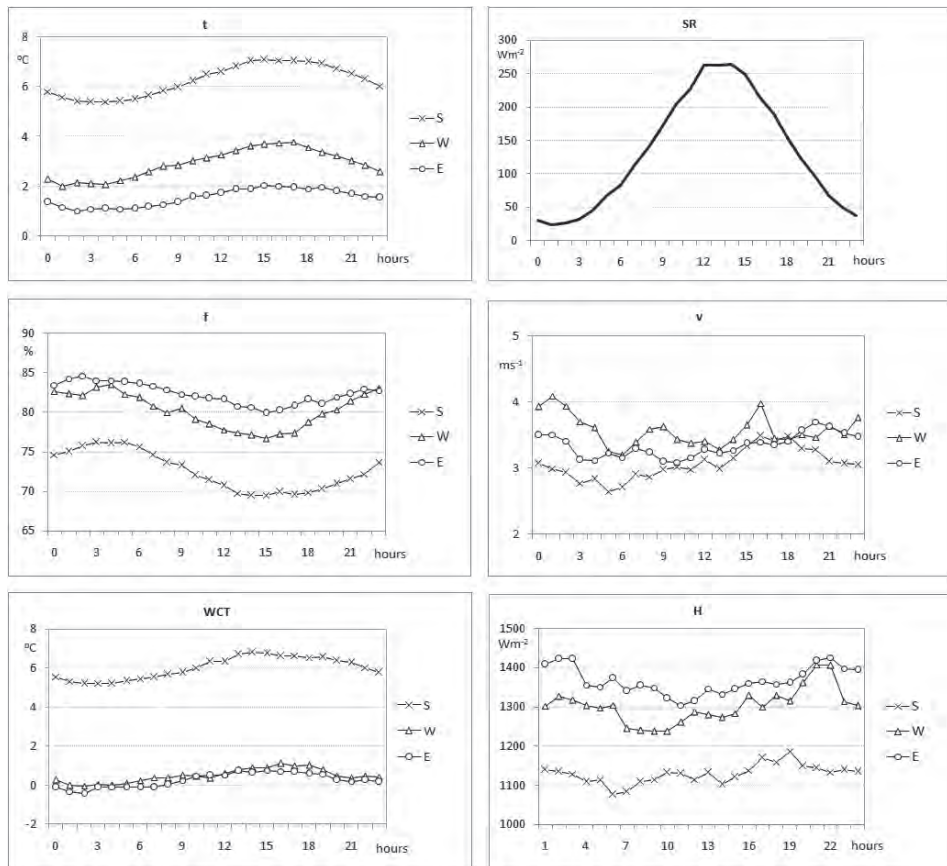 t
8
ºC
6
4
2
0
0 3 6 9 12 15 18 21 hours
S
W
E
SR
300
Wm-2
250
200
150
100
50
0
0 3 6 9 12 15 18 21 hours
f
90
%
85
80
75
70
65
0 3 6 9 12 15 18 21 hours
S
W
E
v
5
ms-1
4
3
2
0 3 6 9 12 15 18 21 hours
S
W
E
WCT
8
ºC
6
4
2
0
-2
0 3 6 9 12 15 18 21 hours
S
W
E
H
1500
Wm-2
1400
1300
1200
1100
1000
1 4 7 10 13 16 19 22 hours
S
W
E